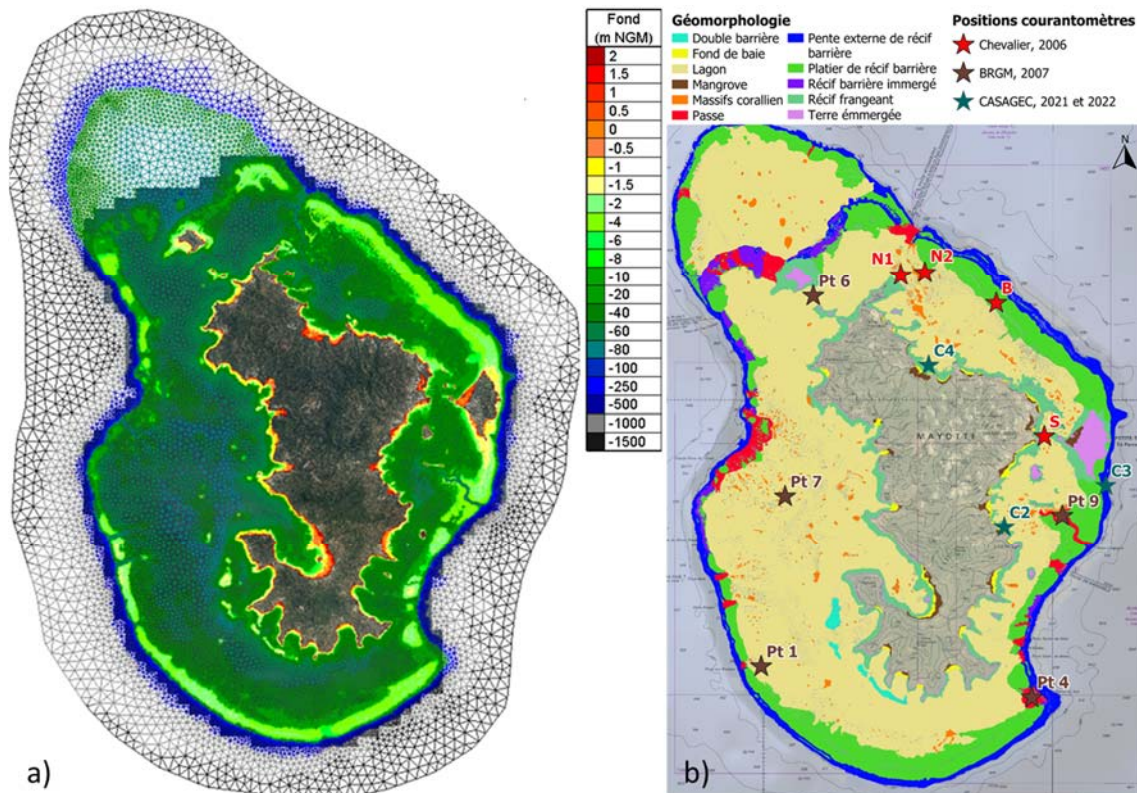 Fond
(m NGM)
2
1.5
1
0.5
0
-0.5
-1
-1.5
-2
-4
-6
-8
-10
-20
-40
-60
-80
-100
-250
-500
-1000
-1500
a)
Géomorphologie
Double barrière
Fond de baie
Lagon
Mangrove
Massifs corallien
Passe
Pente externe de récif
barrière
Platier de récif barrière
Récif barrière immergé
Récif frangeant
Terre émmergée
Positions courantomètres
Chevalier, 2006
BRGM, 2007
CASAGEC, 2021 et 2022
N
N1
N2
Pt 6
B
C4
S
MAYOTTE
C3
Pt 7
Pt 9
C2
Pt 1
Pt 4
b)